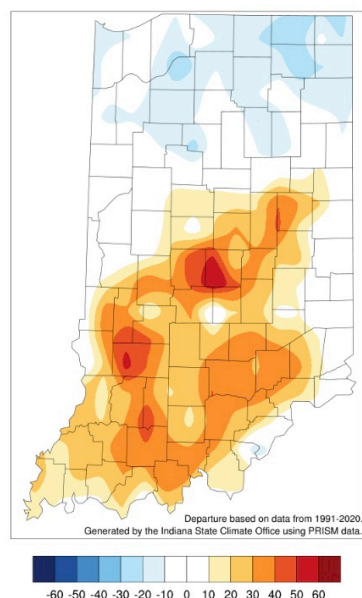 Departure based on data from 1991-2020.
Generated by the Indiana State Climate Office using PRISM data.
-60 -50 -40 -30 -20 -10 0 10 20 30 40 50 60